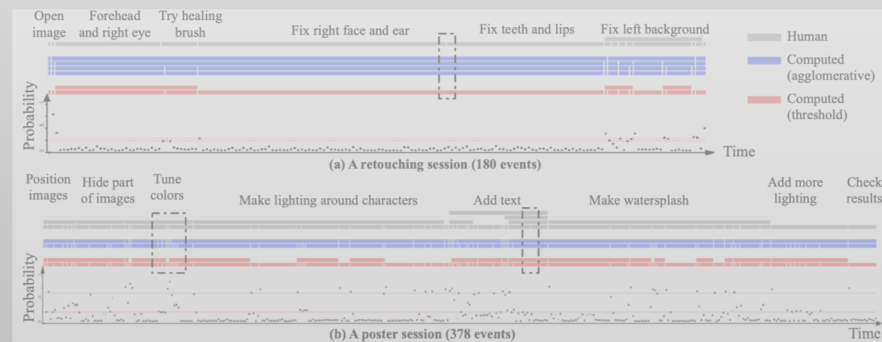 Open image
Forehead and right eye
Try healing brush
Fix right face and ear
Fix teeth and lips
Fix left background
Human
Computed (agglomerative)
Computed (threshold)
Probability
Time
(a) A retouching session (180 events)
Position images
Hide part of images
Tune colors
Make lighting around characters
Add text
Make watersplash
Add more lighting
Check results
Probability
Time
(b) A poster session (378 events)